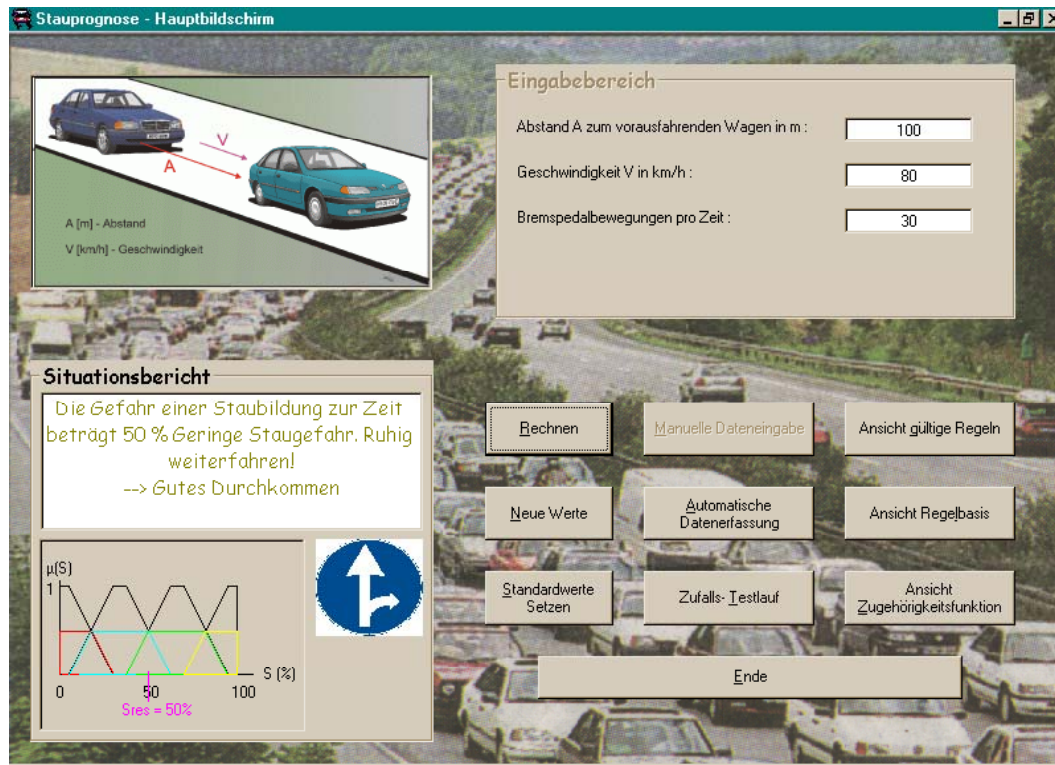 Stauprognose - Hauptbildschirm
V
A
A [m] - Abstand
V [km/h] - Geschwindigkeit
Eingabebereich
Abstand A zum vorausfahrenden Wagen in m : 100
Geschwindigkeit V in km/h : 80
Bremspedalbewegungen pro Zeit : 30
Situationsbericht
Die Gefahr einer Staubildung zur Zeit
beträgt 50 % Geringe Staugefahr. Ruhig
weiterfahren!
--> Gutes Durchkommen
µ(S)
1
S (%)
0 50 100
Sres = 50%
Rechnen
Manuelle Dateneingabe
Ansicht gültige Regeln
Neue Werte
Automatische
Datenerfassung
Ansicht Regelbasis
Standardwerte
Setzen
Zufalls- Testlauf
Ansicht
Zugehörigkeitsfunktion
Ende